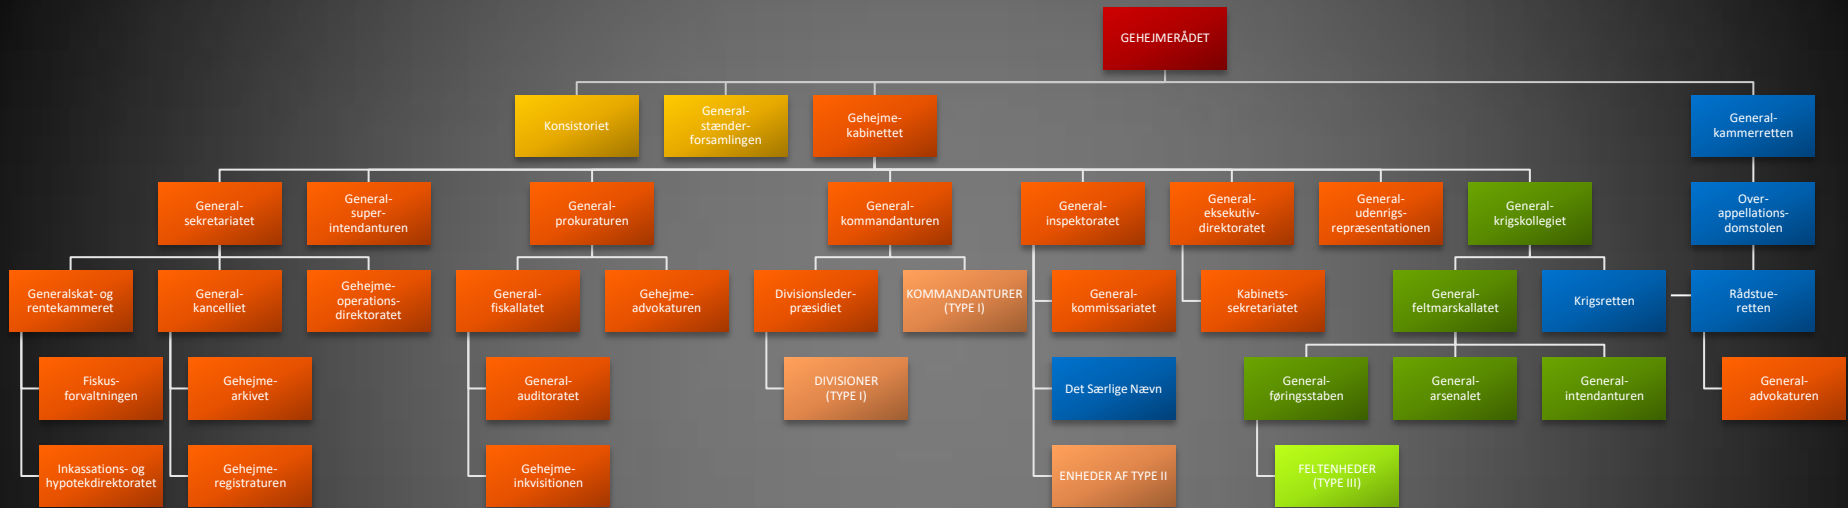 GEHEJMERÅDET
Konsistoriet
General-
stænder-
forsamlingen
Gehejme-
kabinettet
General-
kammerretten
General-
sekretariatet
General-
super-
intendanturen
General-
prokuraturen
General-
kommandanturen
General-
inspektoratet
General-
eksekutiv-
direktoratet
General-
udenrigs-
repræsentationen
General-
krigskollegiet
Over-
appellations-
domstolen
Generalskat- og
rentekammeret
General-
kancelliet
Gehejme-
operations-
direktoratet
General-
fiskallatet
Gehejme-
advokaturen
Divisionsleder-
præsidiet
KOMMANDANTURER
(TYPE I)
General-
kommissariatet
Kabinets-
sekretariatet
General-
feltmarskallatet
Krigsretten
Rådstue-
retten
Fiskus-
forvaltningen
Gehejme-
arkivet
General-
auditoratet
DIVISIONER
(TYPE I)
Det Særlige Nævn
General-
føringsstaben
General-
arsenalet
General-
intendanturen
General-
advokaturen
Inkassations- og
hypotekdirektoratet
Gehejme-
registraturen
Gehejme-
inkvisitionen
ENHEDER AF TYPE II
FELTENHEDER
(TYPE III)